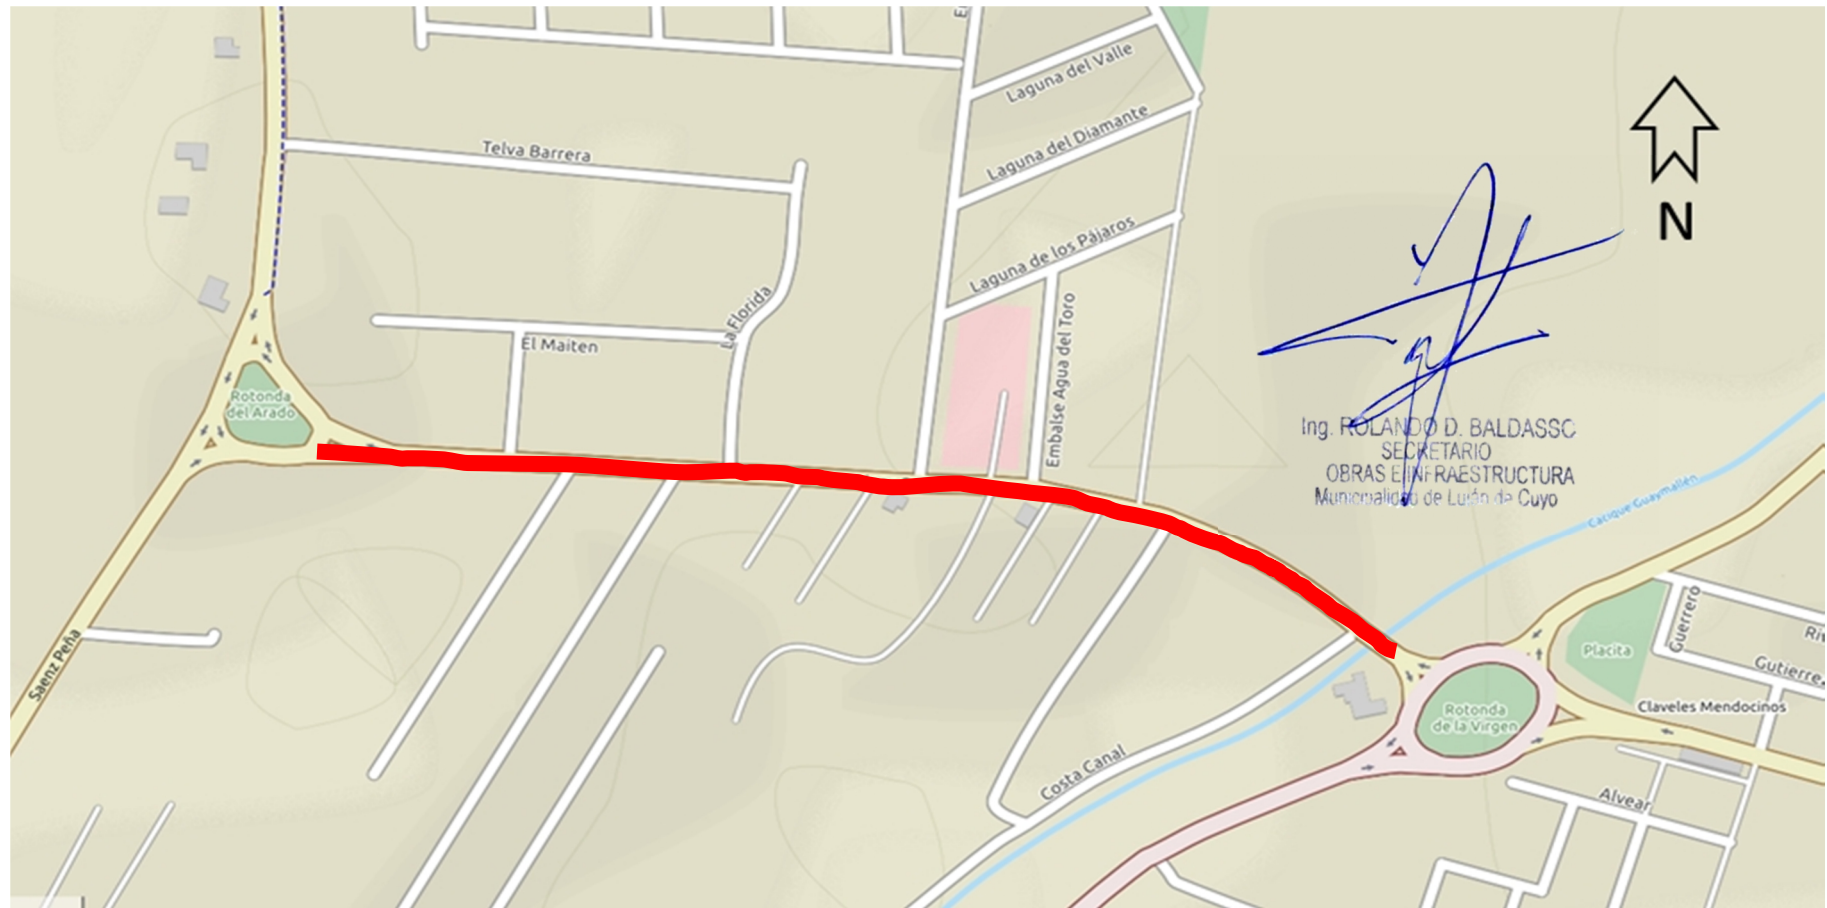 Laguna del Valle
Laguna del Diamante
Telva Barrera
N
Laguna de los Pájaros
La Florida
El Maiten
Embalse Agua del Toro
Rotonda
del Arado
Ing. ROLANDO D. BALDASSO
SECRETARIO
OBRAS E INFRAESTRUCTURA
Municipalidad de Luján de Cuyo
Cacique Guaymallén
Saenz Peña
Guerrero
Placita
Gutierre
Claveles Mendocinos
Rotonda
de la Virgen
Costa Canal
Alvear